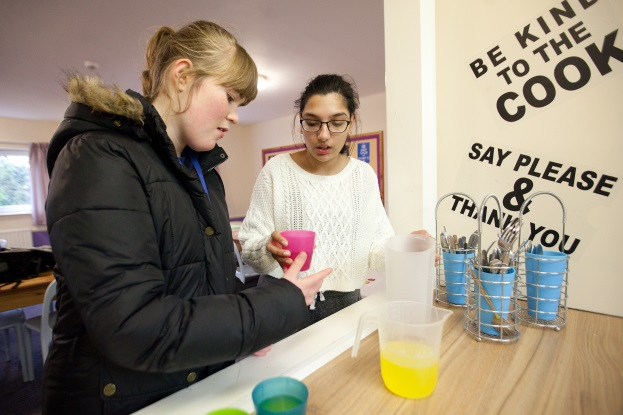 BE KIND
TO THE
COOK
SAY PLEASE
&
THANK YOU